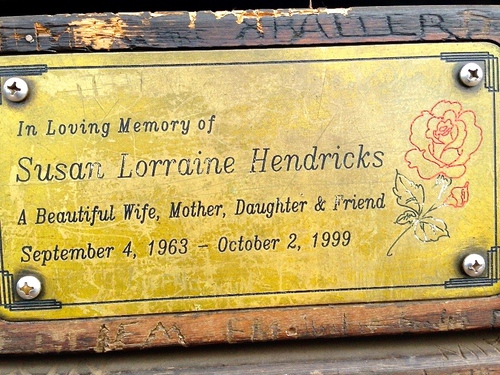 In Loving Memory of
Susan Lorraine Hendricks
A Beautiful Wife, Mother, Daughter & Friend
September 4, 1963 – October 2, 1999